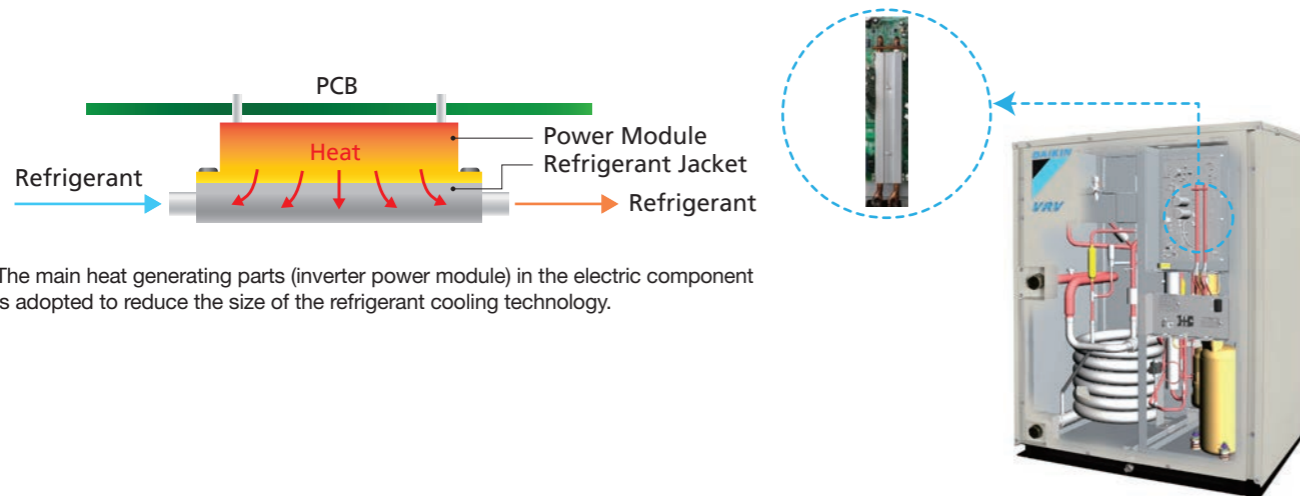 PCB
Power Module
Heat
Refrigerant Jacket
Refrigerant
Refrigerant
The main heat generating parts (inverter power module) in the electric component
is adopted to reduce the size of the refrigerant cooling technology.
DAIKIN
VRV